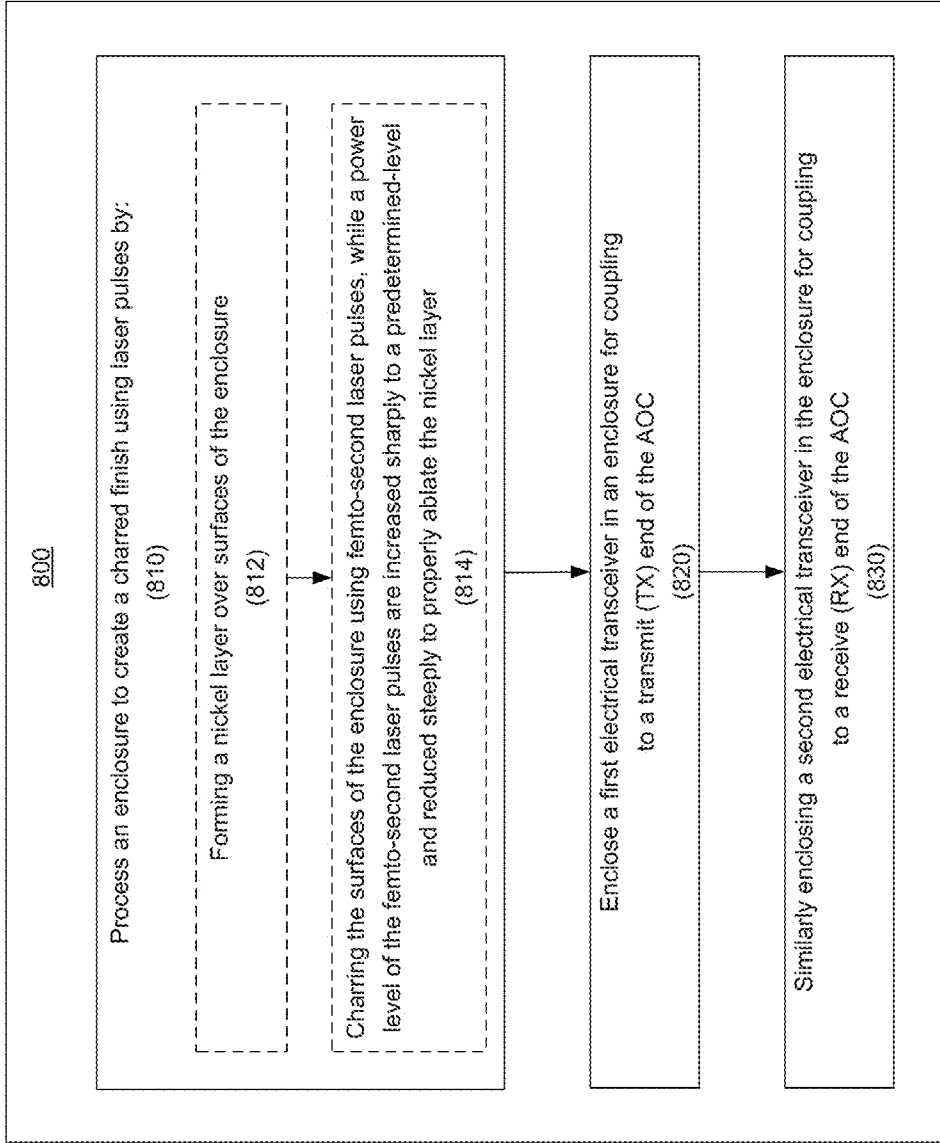 800
Process an enclosure to create a charred finish using laser pulses by:
(810)
Forming a nickel layer over surfaces of the enclosure
(812)
Charring the surfaces of the enclosure using femto-second laser pulses, while a power
level of the femto-second laser pulses are increased sharply to a predetermined-level
and reduced steeply to properly ablate the nickel layer
(814)
Enclose a first electrical transceiver in an enclosure for coupling
to a transmit (TX) end of the AOC
(820)
Similarly enclosing a second electrical transceiver in the enclosure for coupling
to a receive (RX) end of the AOC
(830)